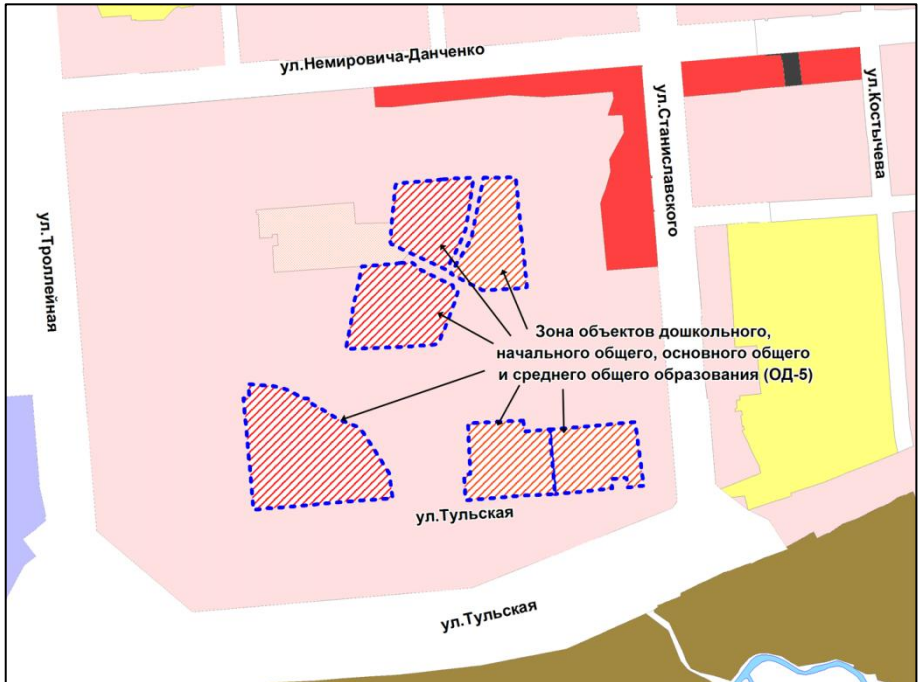 ул.Немировича-Данченко
ул.Станиславского
ул.Костычева
ул.Троллейная
Зона объектов дошкольного,
начального общего, основного общего
и среднего общего образования (ОД-5)
ул.Тульская
ул.Тульская